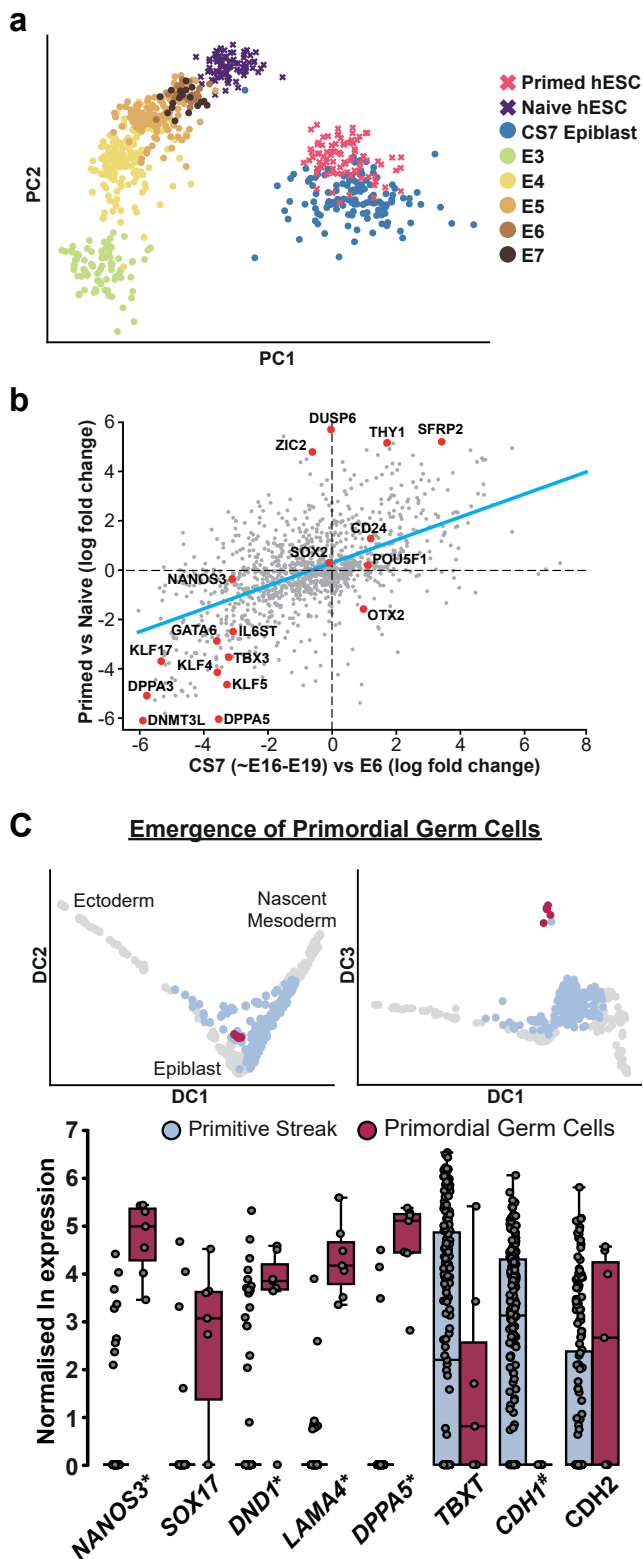 a
PC2
PC1
Primed hESC
Naive hESC
CS7 Epiblast
E3
E4
E5
E6
E7
b
Primed vs Naive (log fold change)
6
4
2
0
-2
-4
-6
DUSP6
ZIC2
THY1
SFRP2
CD24
SOX2
POU5F1
NANOS3
OTX2
GATA6
IL6ST
KLF17
TBX3
KLF4
KLF5
DPPA3
DNMT3L
DPPA5
-6 -4 -2 0 2 4 6 8
CS7 (~E16-E19) vs E6 (log fold change)
C
Emergence of Primordial Germ Cells
DC2
Ectoderm
Nascent
Mesoderm
Epiblast
DC1
DC3
DC1
Primitive Streak
Primordial Germ Cells
Normalised ln expression
7
6
5
4
3
2
1
0
NANOS3*
SOX17
DND1*
LAMA4*
DPPA5*
TBXT
CDH1#
CDH2